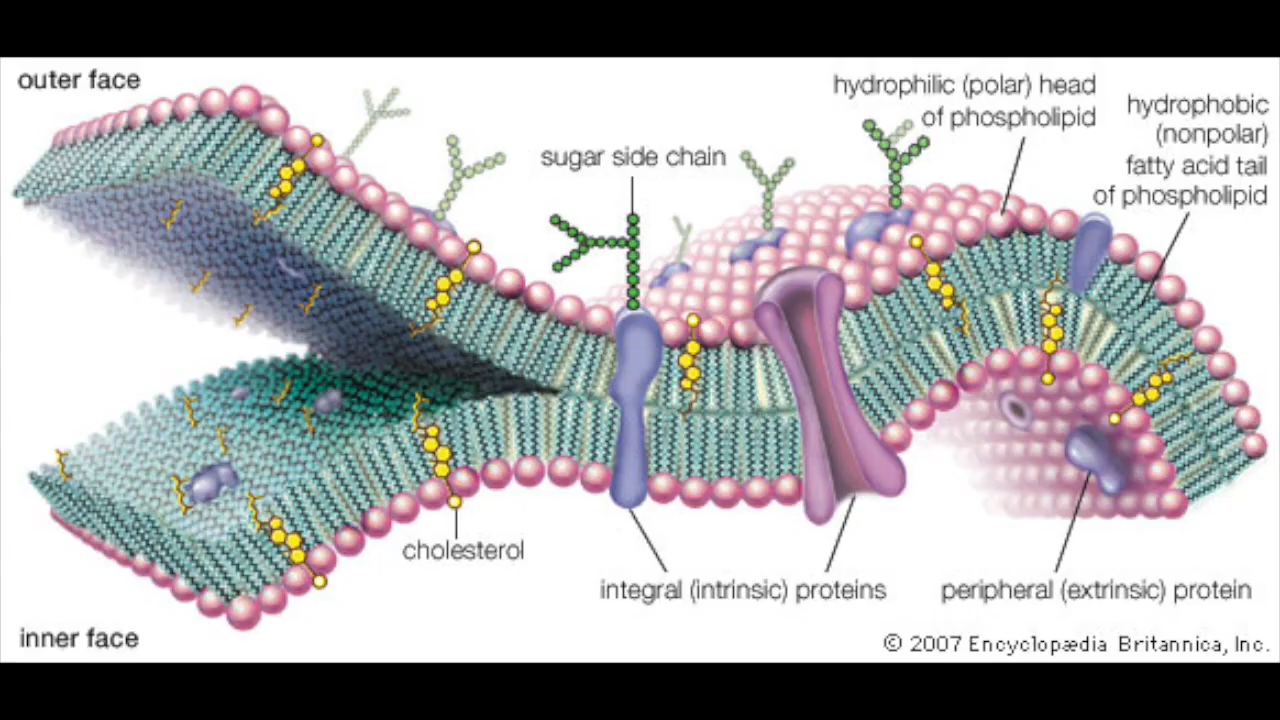 outer face
hydrophilic (polar) head
of phospholipid
hydrophobic
(nonpolar)
fatty acid tail
of phospholipid
sugar side chain
cholesterol
integral (intrinsic) proteins
peripheral (extrinsic) protein
inner face
© 2007 Encyclopædia Britannica, Inc.